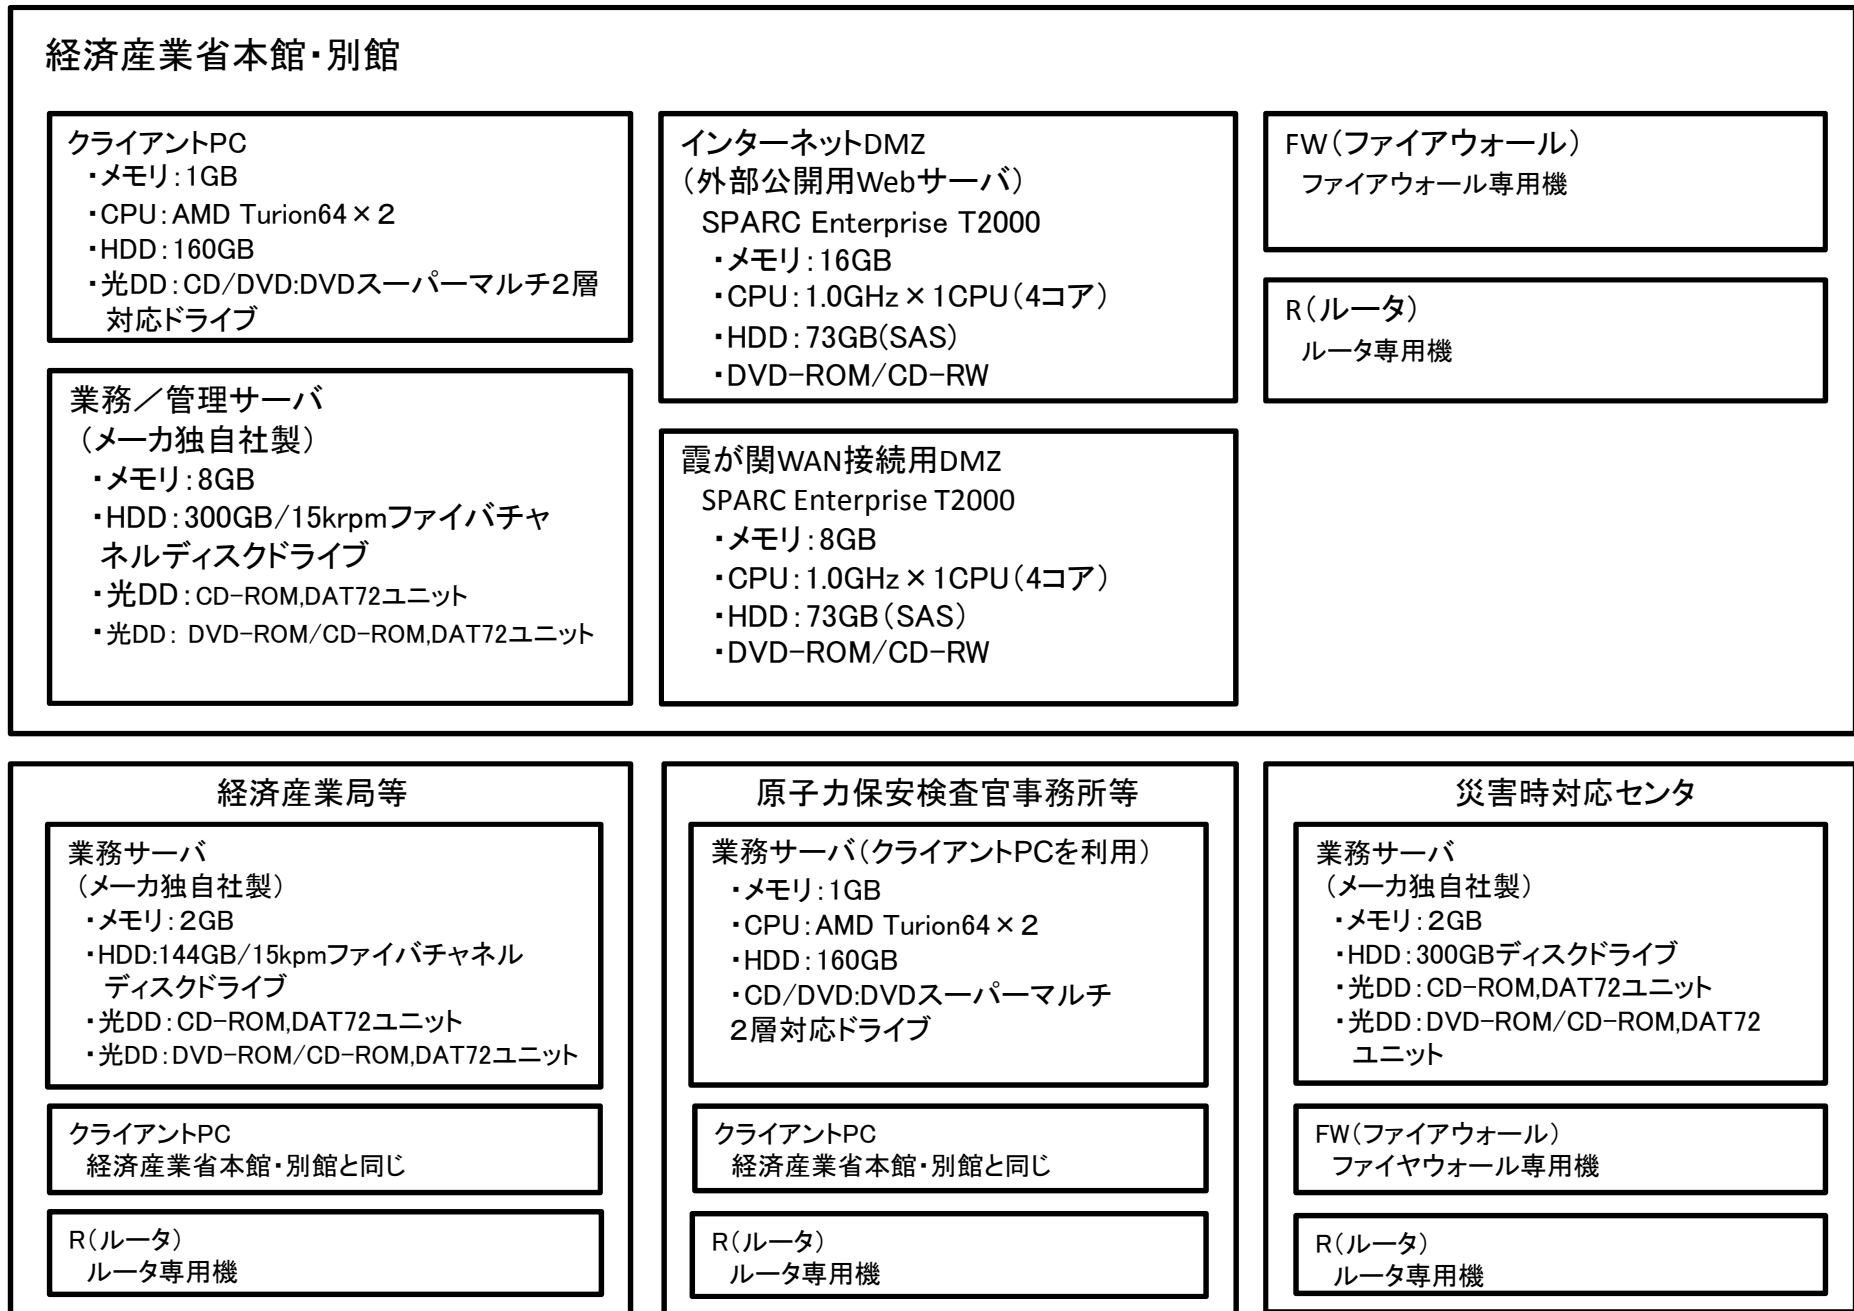 経済産業省本館・別館
クライアントPC
・メモリ:1GB
・CPU:AMD Turion64×2
・HDD:160GB
・光DD:CD/DVD:DVDスーパーマルチ2層
対応ドライブ
業務／管理サーバ
（メーカ独自社製）
・メモリ:8GB
・HDD:300GB/15krpmファイバチャ
ネルディスクドライブ
・光DD:CD-ROM,DAT72ユニット
・光DD: DVD-ROM/CD-ROM,DAT72ユニット
インターネットDMZ
（外部公開用Webサーバ）
SPARC Enterprise T2000
・メモリ:16GB
・CPU:1.0GHz×1CPU（4コア）
・HDD:73GB(SAS)
・DVD-ROM/CD-RW
霞が関WAN接続用DMZ
SPARC Enterprise T2000
・メモリ:8GB
・CPU:1.0GHz×1CPU（4コア）
・HDD:73GB（SAS）
・DVD-ROM/CD-RW
FW（ファイアウォール）
ファイアウォール専用機
R（ルータ）
ルータ専用機
経済産業局等
業務サーバ
（メーカ独自社製）
・メモリ:2GB
・HDD:144GB/15kpmファイバチャネル
ディスクドライブ
・光DD:CD-ROM,DAT72ユニット
・光DD:DVD-ROM/CD-ROM,DAT72ユニット
クライアントPC
経済産業省本館・別館と同じ
R（ルータ）
ルータ専用機
原子力保安検査官事務所等
業務サーバ（クライアントPCを利用）
・メモリ:1GB
・CPU:AMD Turion64×2
・HDD:160GB
・CD/DVD:DVDスーパーマルチ
2層対応ドライブ
クライアントPC
経済産業省本館・別館と同じ
R（ルータ）
ルータ専用機
災害時対応センタ
業務サーバ
（メーカ独自社製）
・メモリ:2GB
・HDD:300GBディスクドライブ
・光DD:CD-ROM,DAT72ユニット
・光DD:DVD-ROM/CD-ROM,DAT72
ユニット
FW（ファイアウォール）
ファイヤウォール専用機
R（ルータ）
ルータ専用機